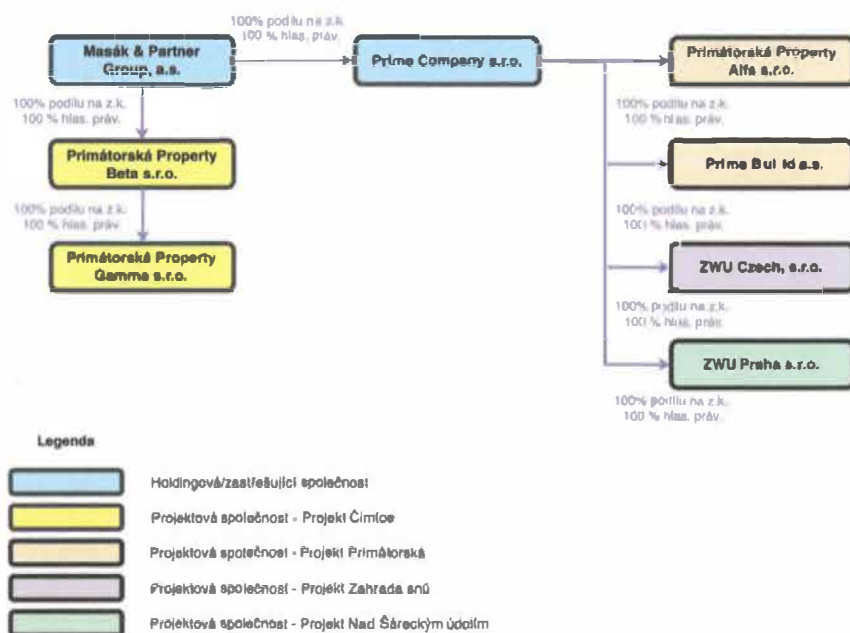 100% podílu na z.k.
100 % hlas. práv.
Masák & Partner
Group, a.s.
Prime Company s.r.o.
Primátorská Property
Alfa s.r.o.
100% podílu na z.k.
100 % hlas. práv.
100% podílu na z.k.
100 % hlas. práv.
Primátorská Property
Beta s.r.o.
Prime Build a.s.
100% podílu na z.k.
100 % hlas. práv.
100% podílu na z.k.
100 % hlas. práv.
Primátorská Property
Gamma s.r.o.
ZWU Czech, s.r.o.
100% podílu na z.k.
100 % hlas. práv.
ZWU Praha s.r.o.
100% podílu na z.k.
100 % hlas. práv.
Legenda
Holdingová/zastřešující společnost
Projektová společnost - Projekt Čimice
Projektová společnost - Projekt Primátorská
Projektová společnost - Projekt Zahrada snů
Projektová společnost - Projekt Nad Šáreckým údolím